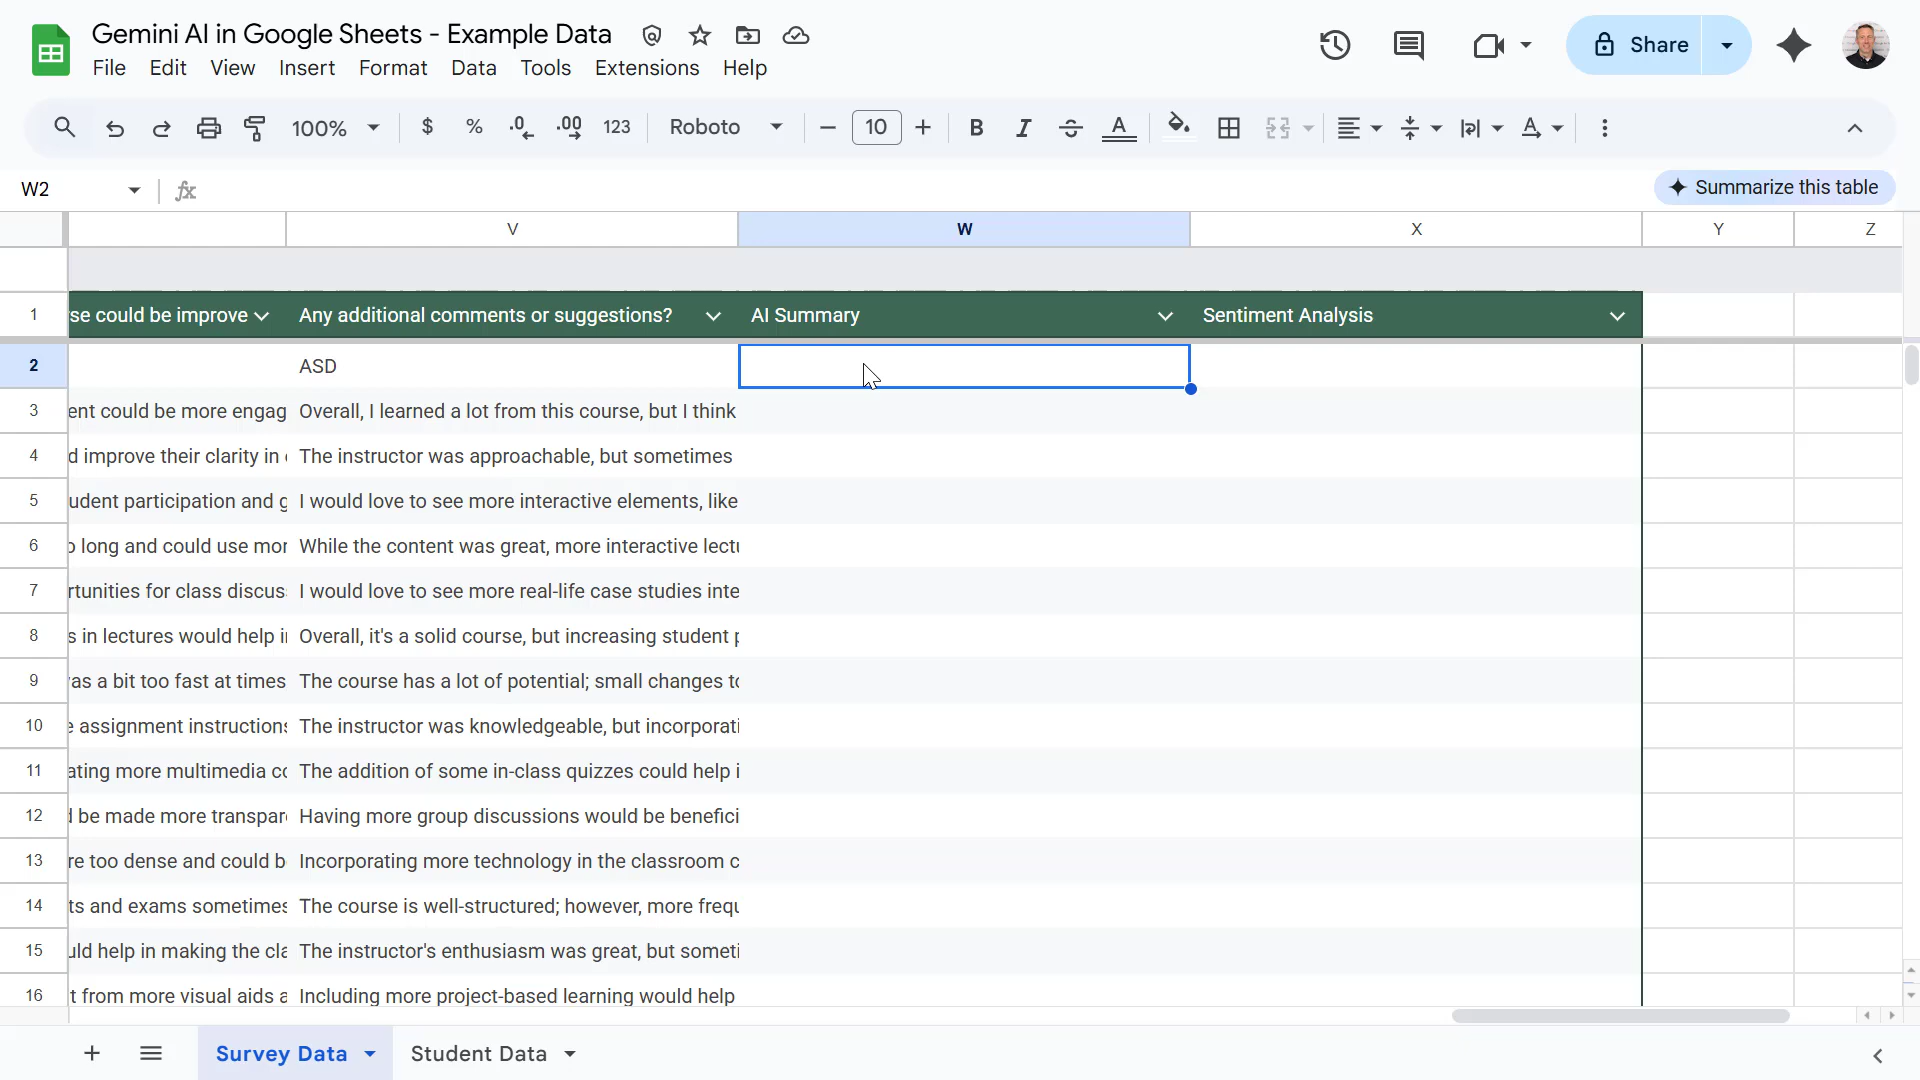 Gemini AI in Google Sheets - Example Data
File Edit View Insert Format Data Tools Extensions Help
Share
100% $ % .0 .00 123 Roboto 10 B I A
W2 fx
Summarize this table
V W X Y Z
1 se could be improve Any additional comments or suggestions? AI Summary Sentiment Analysis
2 ASD
3 ent could be more engag Overall, I learned a lot from this course, but I think
4 d improve their clarity in The instructor was approachable, but sometimes
5 udent participation and g I would love to see more interactive elements, like
6 o long and could use mor While the content was great, more interactive lectu
7 rtunities for class discus I would love to see more real-life case studies inte
8 s in lectures would help i Overall, it's a solid course, but increasing student p
9 as a bit too fast at times The course has a lot of potential; small changes to
10 e assignment instructions The instructor was knowledgeable, but incorporati
11 ating more multimedia co The addition of some in-class quizzes could help i
12 d be made more transpare Having more group discussions would be benefici
13 re too dense and could b Incorporating more technology in the classroom c
14 ts and exams sometimes The course is well-structured; however, more frequ
15 uld help in making the cla The instructor's enthusiasm was great, but someti
16 t from more visual aids a Including more project-based learning would help
Survey Data Student Data